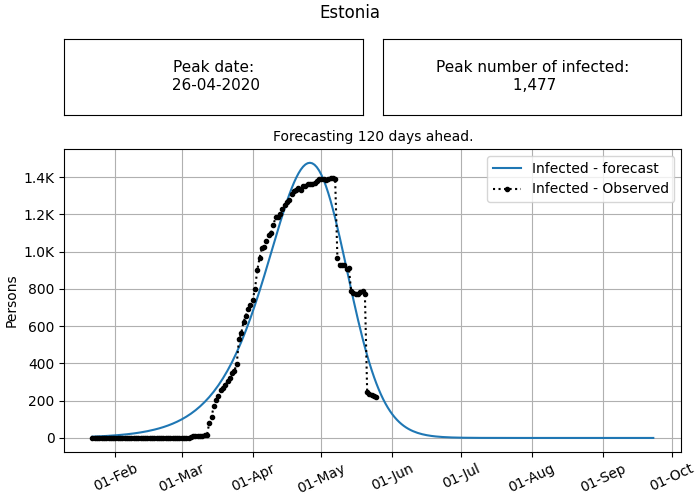 Estonia
Peak date:
26-04-2020
Peak number of infected:
1,477
Forecasting 120 days ahead.
Infected - forecast
Infected - Observed
Persons
1.4K
1.2K
1.0K
800
600
400
200
0
01-Feb
01-Mar
01-Apr
01-May
01-Jun
01-Jul
01-Aug
01-Sep
01-Oct